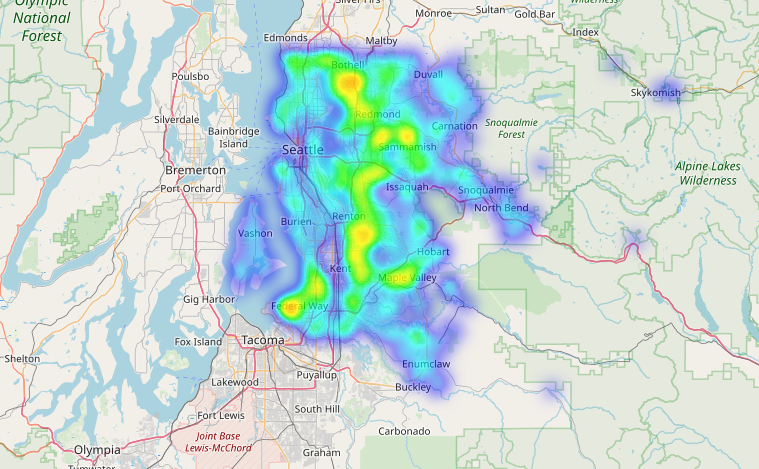 Olympic
National
Forest
Monroe
Sultan
Gold Bar
Index
Edmonds
Maltby
Bothell
Duvall
Poulsbo
Skykomish
Redmond
Silverdale
Carnation
Snoqualmie
Forest
Bainbridge
Island
Seattle
Sammamish
Bremerton
Alpine Lakes
Wilderness
Port Orchard
Issaquah
Snoqualmie
North Bend
Renton
Burien
Vashon
Hobart
Kent
Maple Valley
Gig Harbor
Federal Way
Fox Island
Tacoma
Shelton
Enumclaw
Puyallup
Lakewood
Buckley
Fort Lewis
South Hill
Joint Base
Lewis-McChord
Carbonado
Olympia
Graham